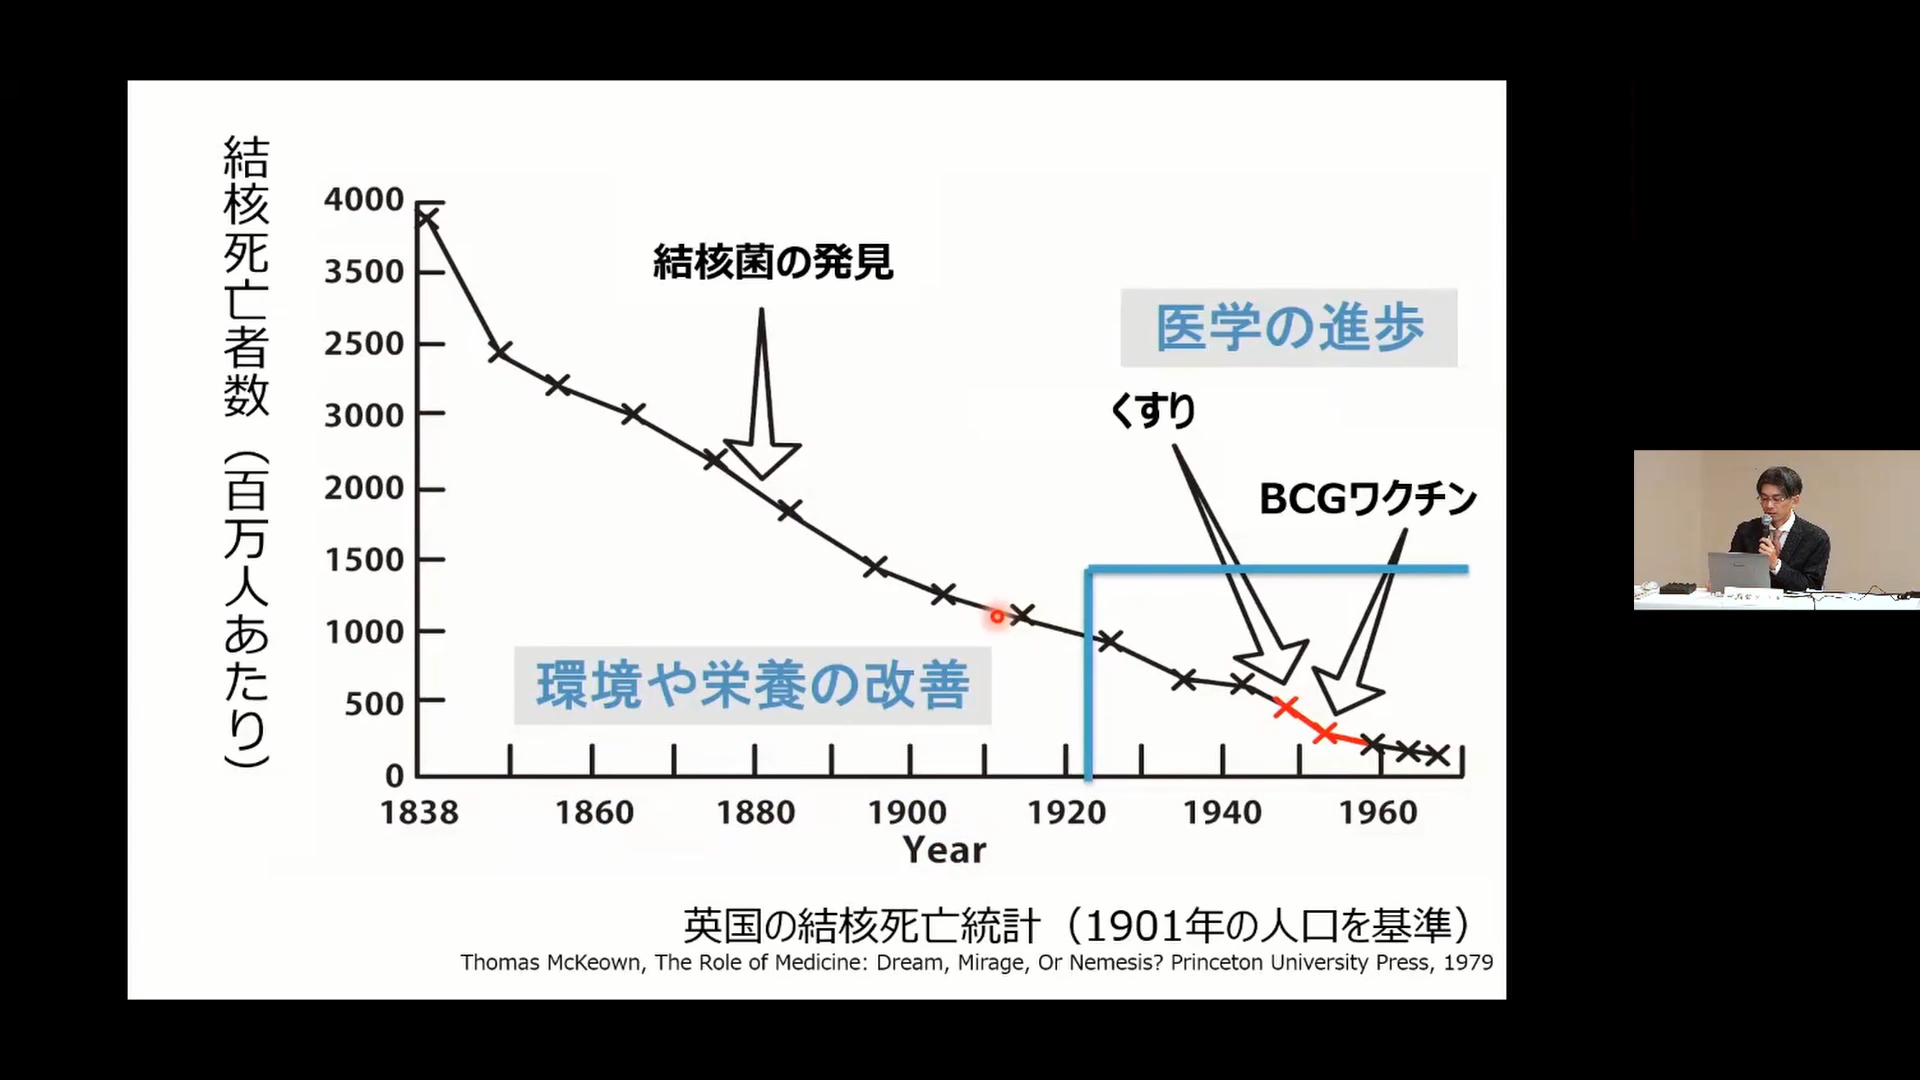 結核死亡者数（百万人あたり）
4000
3500
2500
3000
2000
1500
1000
500
0
結核菌の発見
医学の進歩
くすり
BCGワクチン
環境や栄養の改善
1838 1860 1880 1900 1920 1940 1960
Year
英国の結核死亡統計（1901年の人口を基準）
Thomas McKeown, The Role of Medicine: Dream, Mirage, Or Nemesis? Princeton University Press, 1979